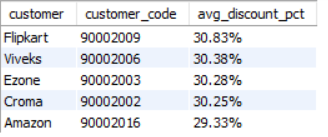 customer customer_code avg_discount_pct
Flipkart 90002009 30.83%
Viveks 90002006 30.38%
Ezone 90002003 30.28%
Croma 90002002 30.25%
Amazon 90002016 29.33%